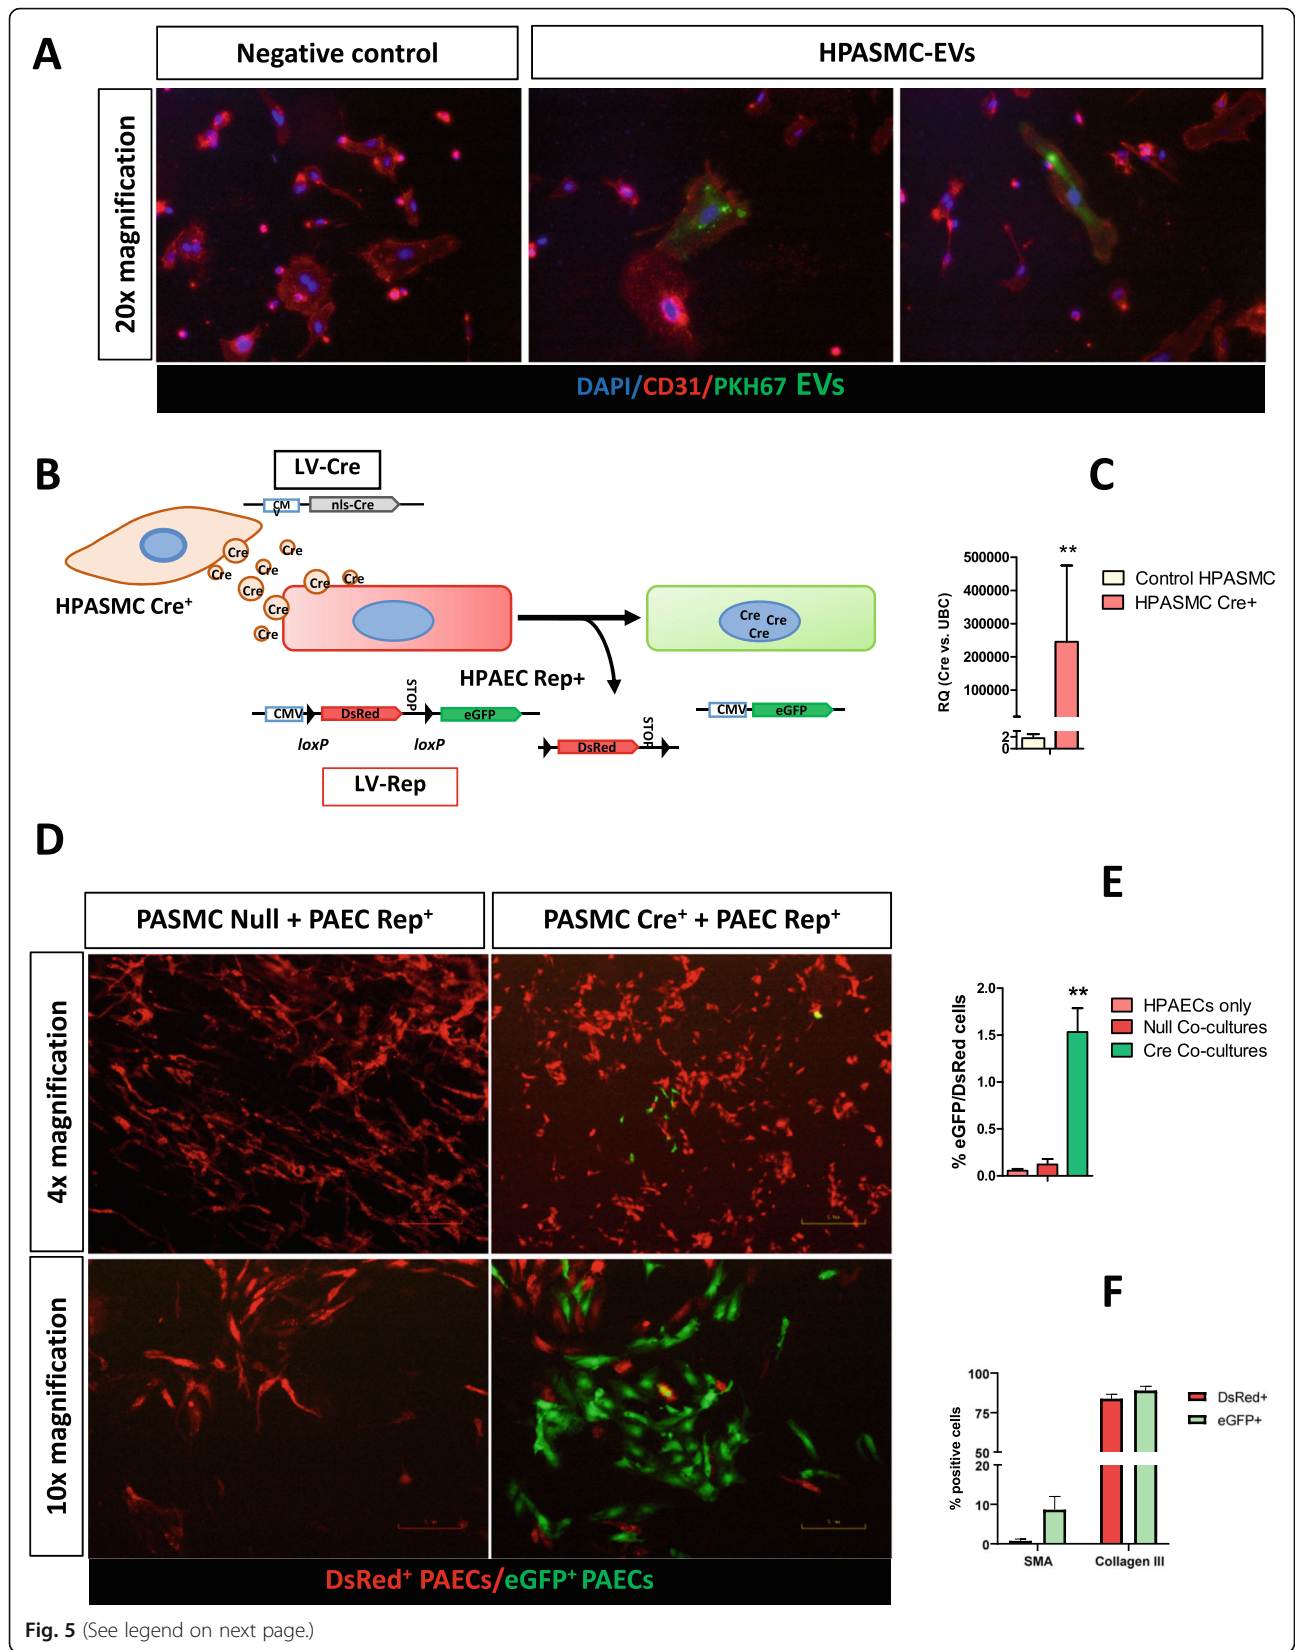 A
Negative control
HPASMC-EVs
20x magnification
DAPI/CD31/PKH67 EVs
B
LV-Cre
CMV
nls-Cre
Cre
Cre
Cre
Cre
Cre
Cre
Cre
Cre
Cre
HPASMC Cre+
Cre
Cre
Cre
HPAEC Rep+
CMV
DsRed
STOP
eGFP
loxP
loxP
DsRed
STOP
CMV
eGFP
LV-Rep
C
RQ (Cre vs. UBC)
500000
400000
300000
200000
100000
2
0
**
Control HPASMC
HPASMC Cre+
D
PASMC Null + PAEC Rep+
PASMC Cre+ + PAEC Rep+
4x magnification
10x magnification
DsRed+ PAECs/eGFP+ PAECs
E
% eGFP/DsRed cells
2.0
1.5
1.0
0.5
0.0
**
HPAECs only
Null Co-cultures
Cre Co-cultures
F
% positive cells
100
75
50
20
10
0
SMA
Collagen III
DsRed+
eGFP+
Fig. 5 (See legend on next page.)